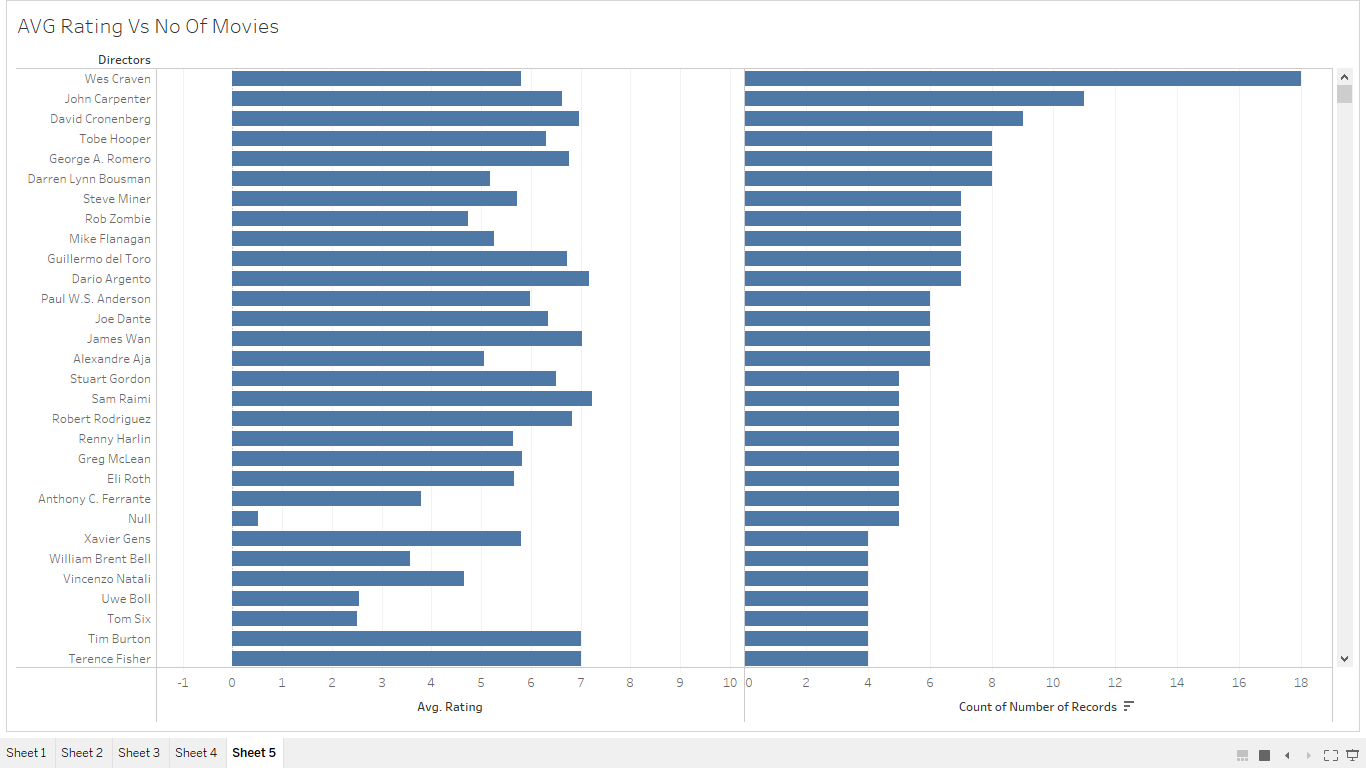 AVG Rating Vs No Of Movies
Directors
Wes Craven
John Carpenter
David Cronenberg
Tobe Hooper
George A. Romero
Darren Lynn Bousman
Steve Miner
Rob Zombie
Mike Flanagan
Guillermo del Toro
Dario Argento
Paul W.S. Anderson
Joe Dante
James Wan
Alexandre Aja
Stuart Gordon
Sam Raimi
Robert Rodriguez
Renny Harlin
Greg McLean
Eli Roth
Anthony C. Ferrante
Null
Xavier Gens
William Brent Bell
Vincenzo Natali
Uwe Boll
Tom Six
Tim Burton
Terence Fisher
-1 0 1 2 3 4 5 6 7 8 9 10 0 2 4 6 8 10 12 14 16 18
Avg. Rating Count of Number of Records
Sheet 1 Sheet 2 Sheet 3 Sheet 4 Sheet 5